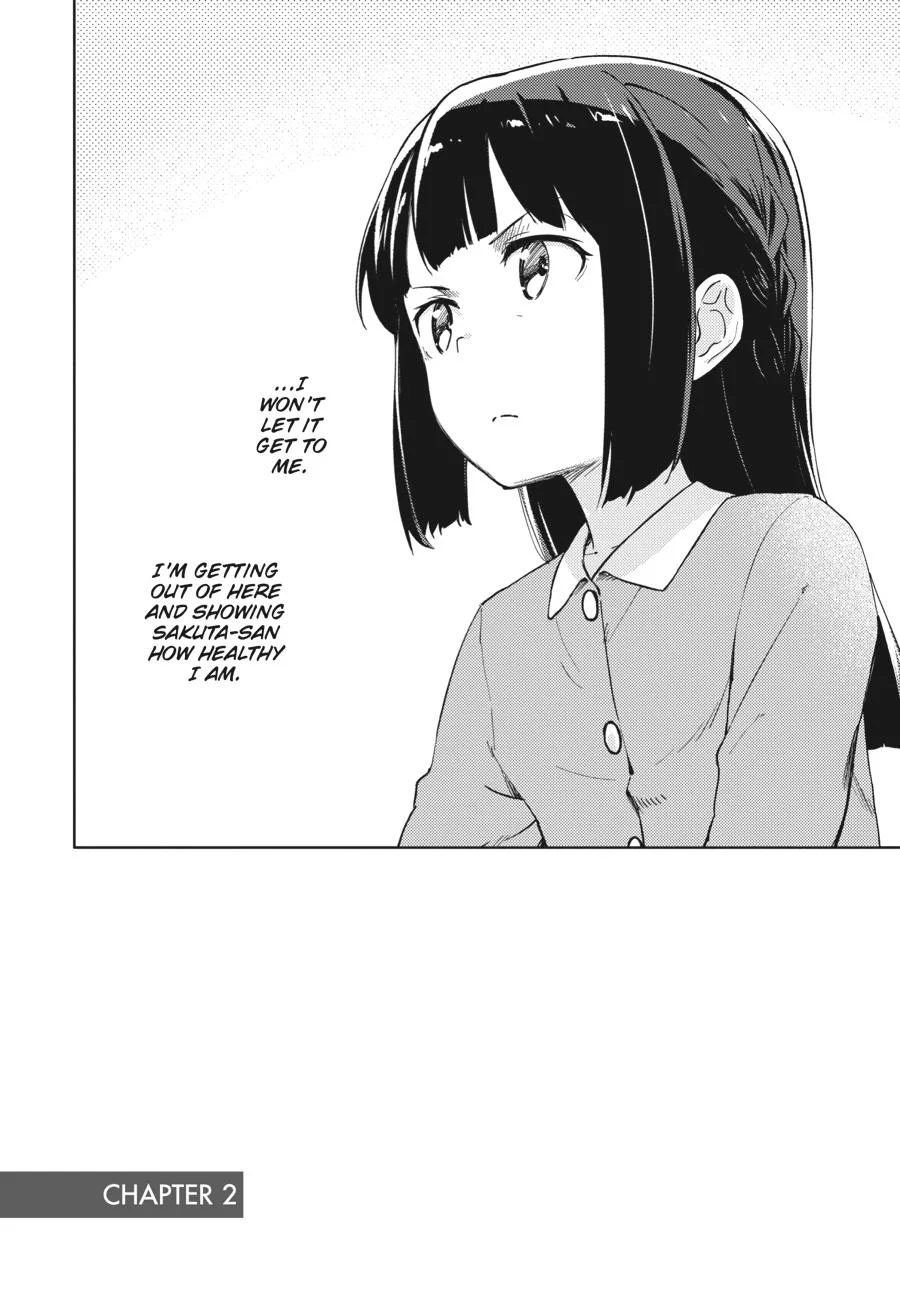 ...I
WON'T
LET IT
GET TO
ME.
I'M GETTING
OUT OF HERE
AND SHOWING
SAKUTA-SAN
HOW HEALTHY
I AM.
CHAPTER 2